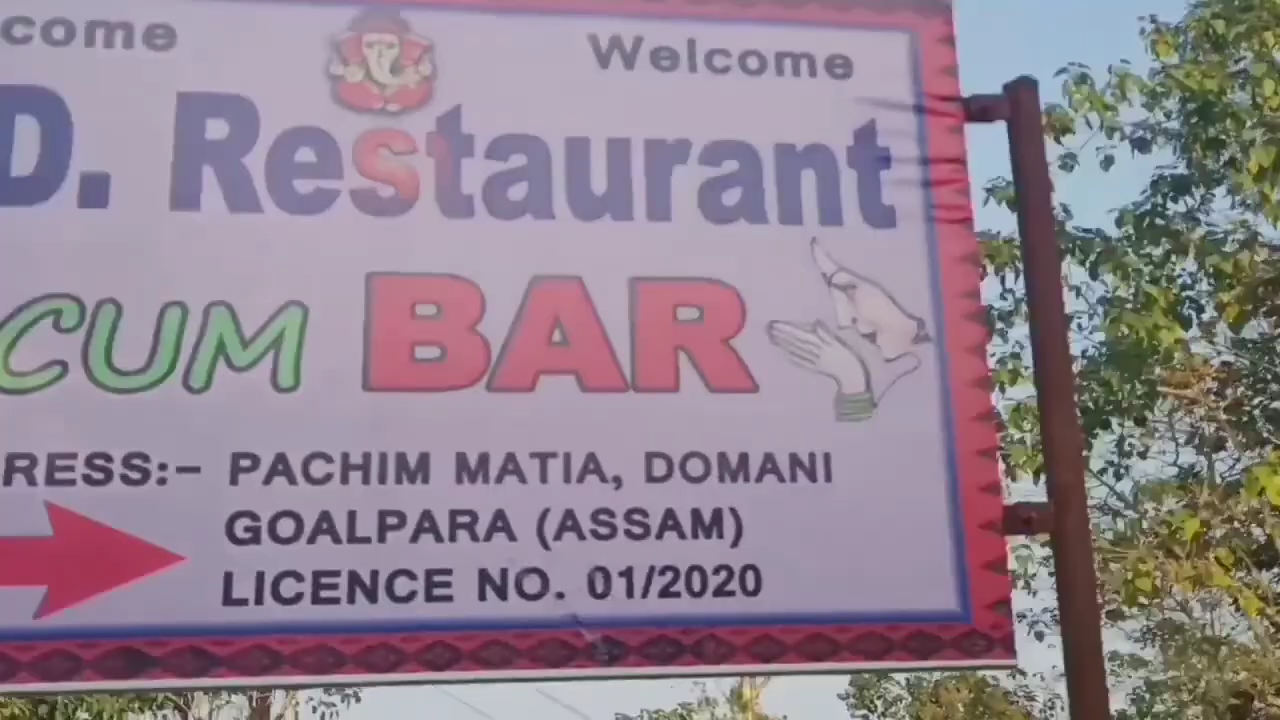 come Welcome
D. Restaurant
CUM BAR
RESS:- PACHIM MATIA, DOMANI
GOALPARA (ASSAM)
LICENCE NO. 01/2020